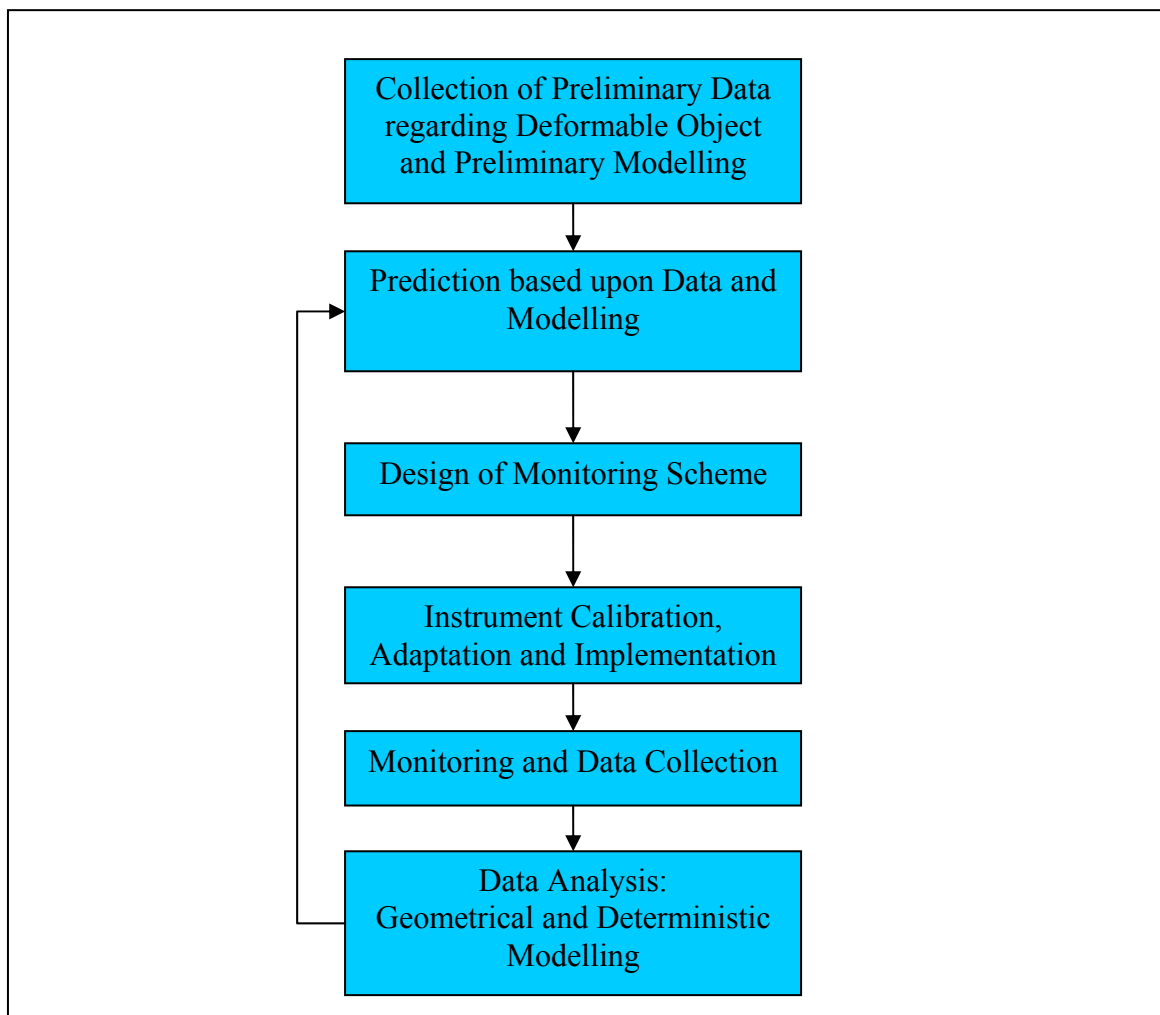 Collection of Preliminary Data
regarding Deformable Object
and Preliminary Modelling
Prediction based upon Data and
Modelling
Design of Monitoring Scheme
Instrument Calibration,
Adaptation and Implementation
Monitoring and Data Collection
Data Analysis:
Geometrical and Deterministic
Modelling